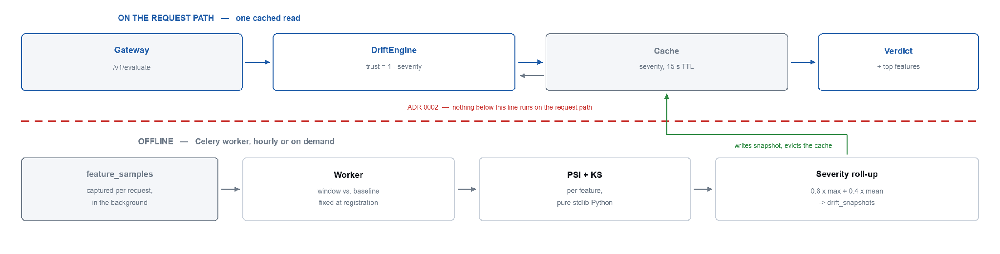 ON THE REQUEST PATH — one cached read
Gateway
/v1/evaluate
DriftEngine
trust = 1 - severity
Cache
severity, 15 s TTL
Verdict
+ top features
ADR 0002 — nothing below this line runs on the request path
OFFLINE — Celery worker, hourly or on demand
writes snapshot, evicts the cache
feature_samples
captured per request,
in the background
Worker
window vs. baseline
fixed at registration
PSI + KS
per feature,
pure stdlib Python
Severity roll-up
0.6 x max + 0.4 x mean
-> drift_snapshots